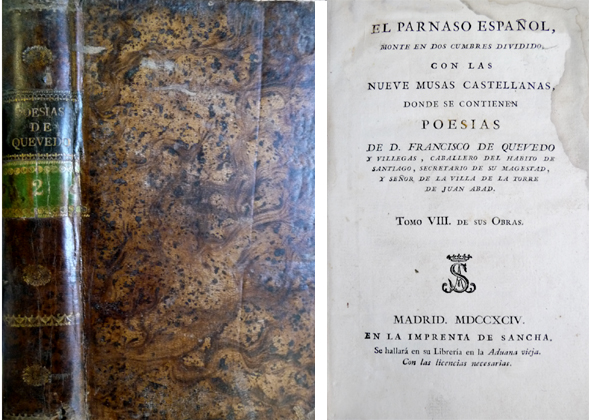 POESIAS
DE
QUEVEDO
2
EL PARNASO ESPAÑOL,
MONTE EN DOS CUMBRES DIVIDIDO,
CON LAS
NUEVE MUSAS CASTELLANAS,
DONDE SE CONTIENEN
POESIAS
DE D. FRANCISCO DE QUEVEDO
Y VILLEGAS, CABALLERO DEL HABITO DE
SANTIAGO, SECRETARIO DE SU MAGESTAD,
Y SEÑOR DE LA VILLA DE LA TORRE
DE JUAN ABAD.
TOMO VIII. DE SUS OBRAS.
MADRID. MDCCXCIV.
EN LA IMPRENTA DE SANCHA.
Se hallará en su Libreria en la Aduana vieja.
Con las licencias necesarias.